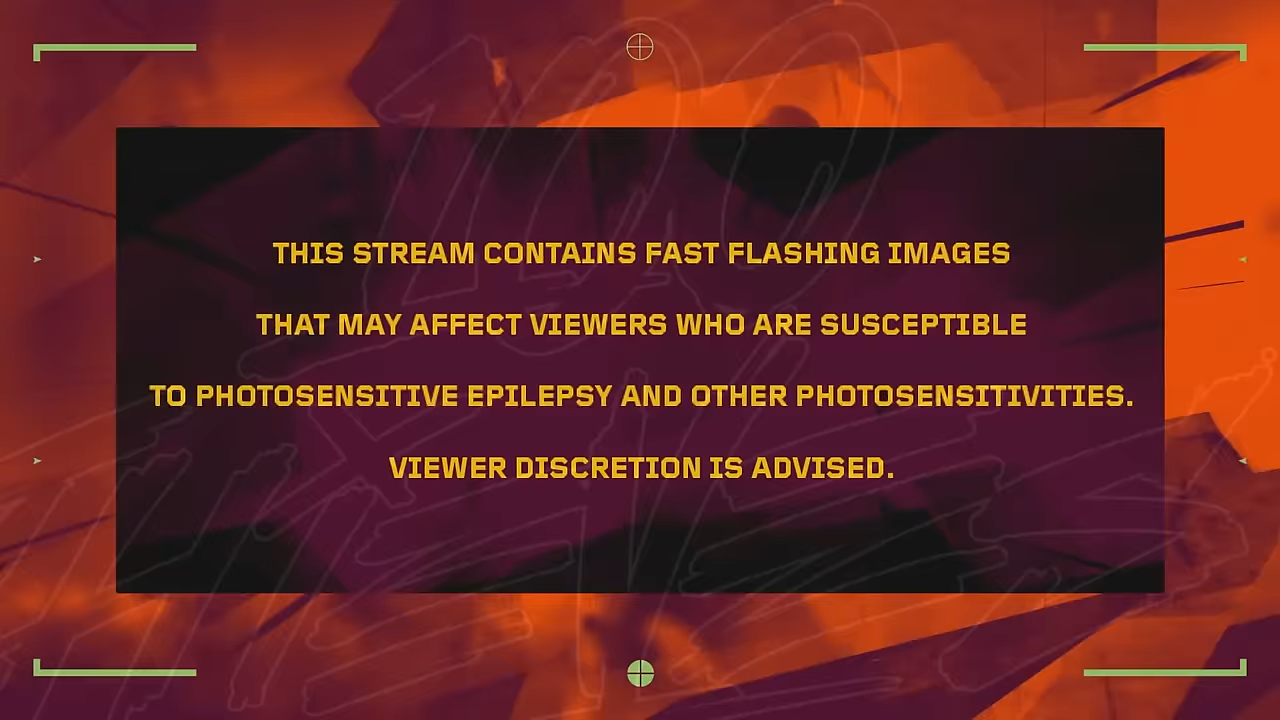 THIS STREAM CONTAINS FAST FLASHING IMAGES
THAT MAY AFFECT VIEWERS WHO ARE SUSCEPTIBLE
TO PHOTOSENSITIVE EPILEPSY AND OTHER PHOTOSENSITIVITIES.
VIEWER DISCRETION IS ADVISED.